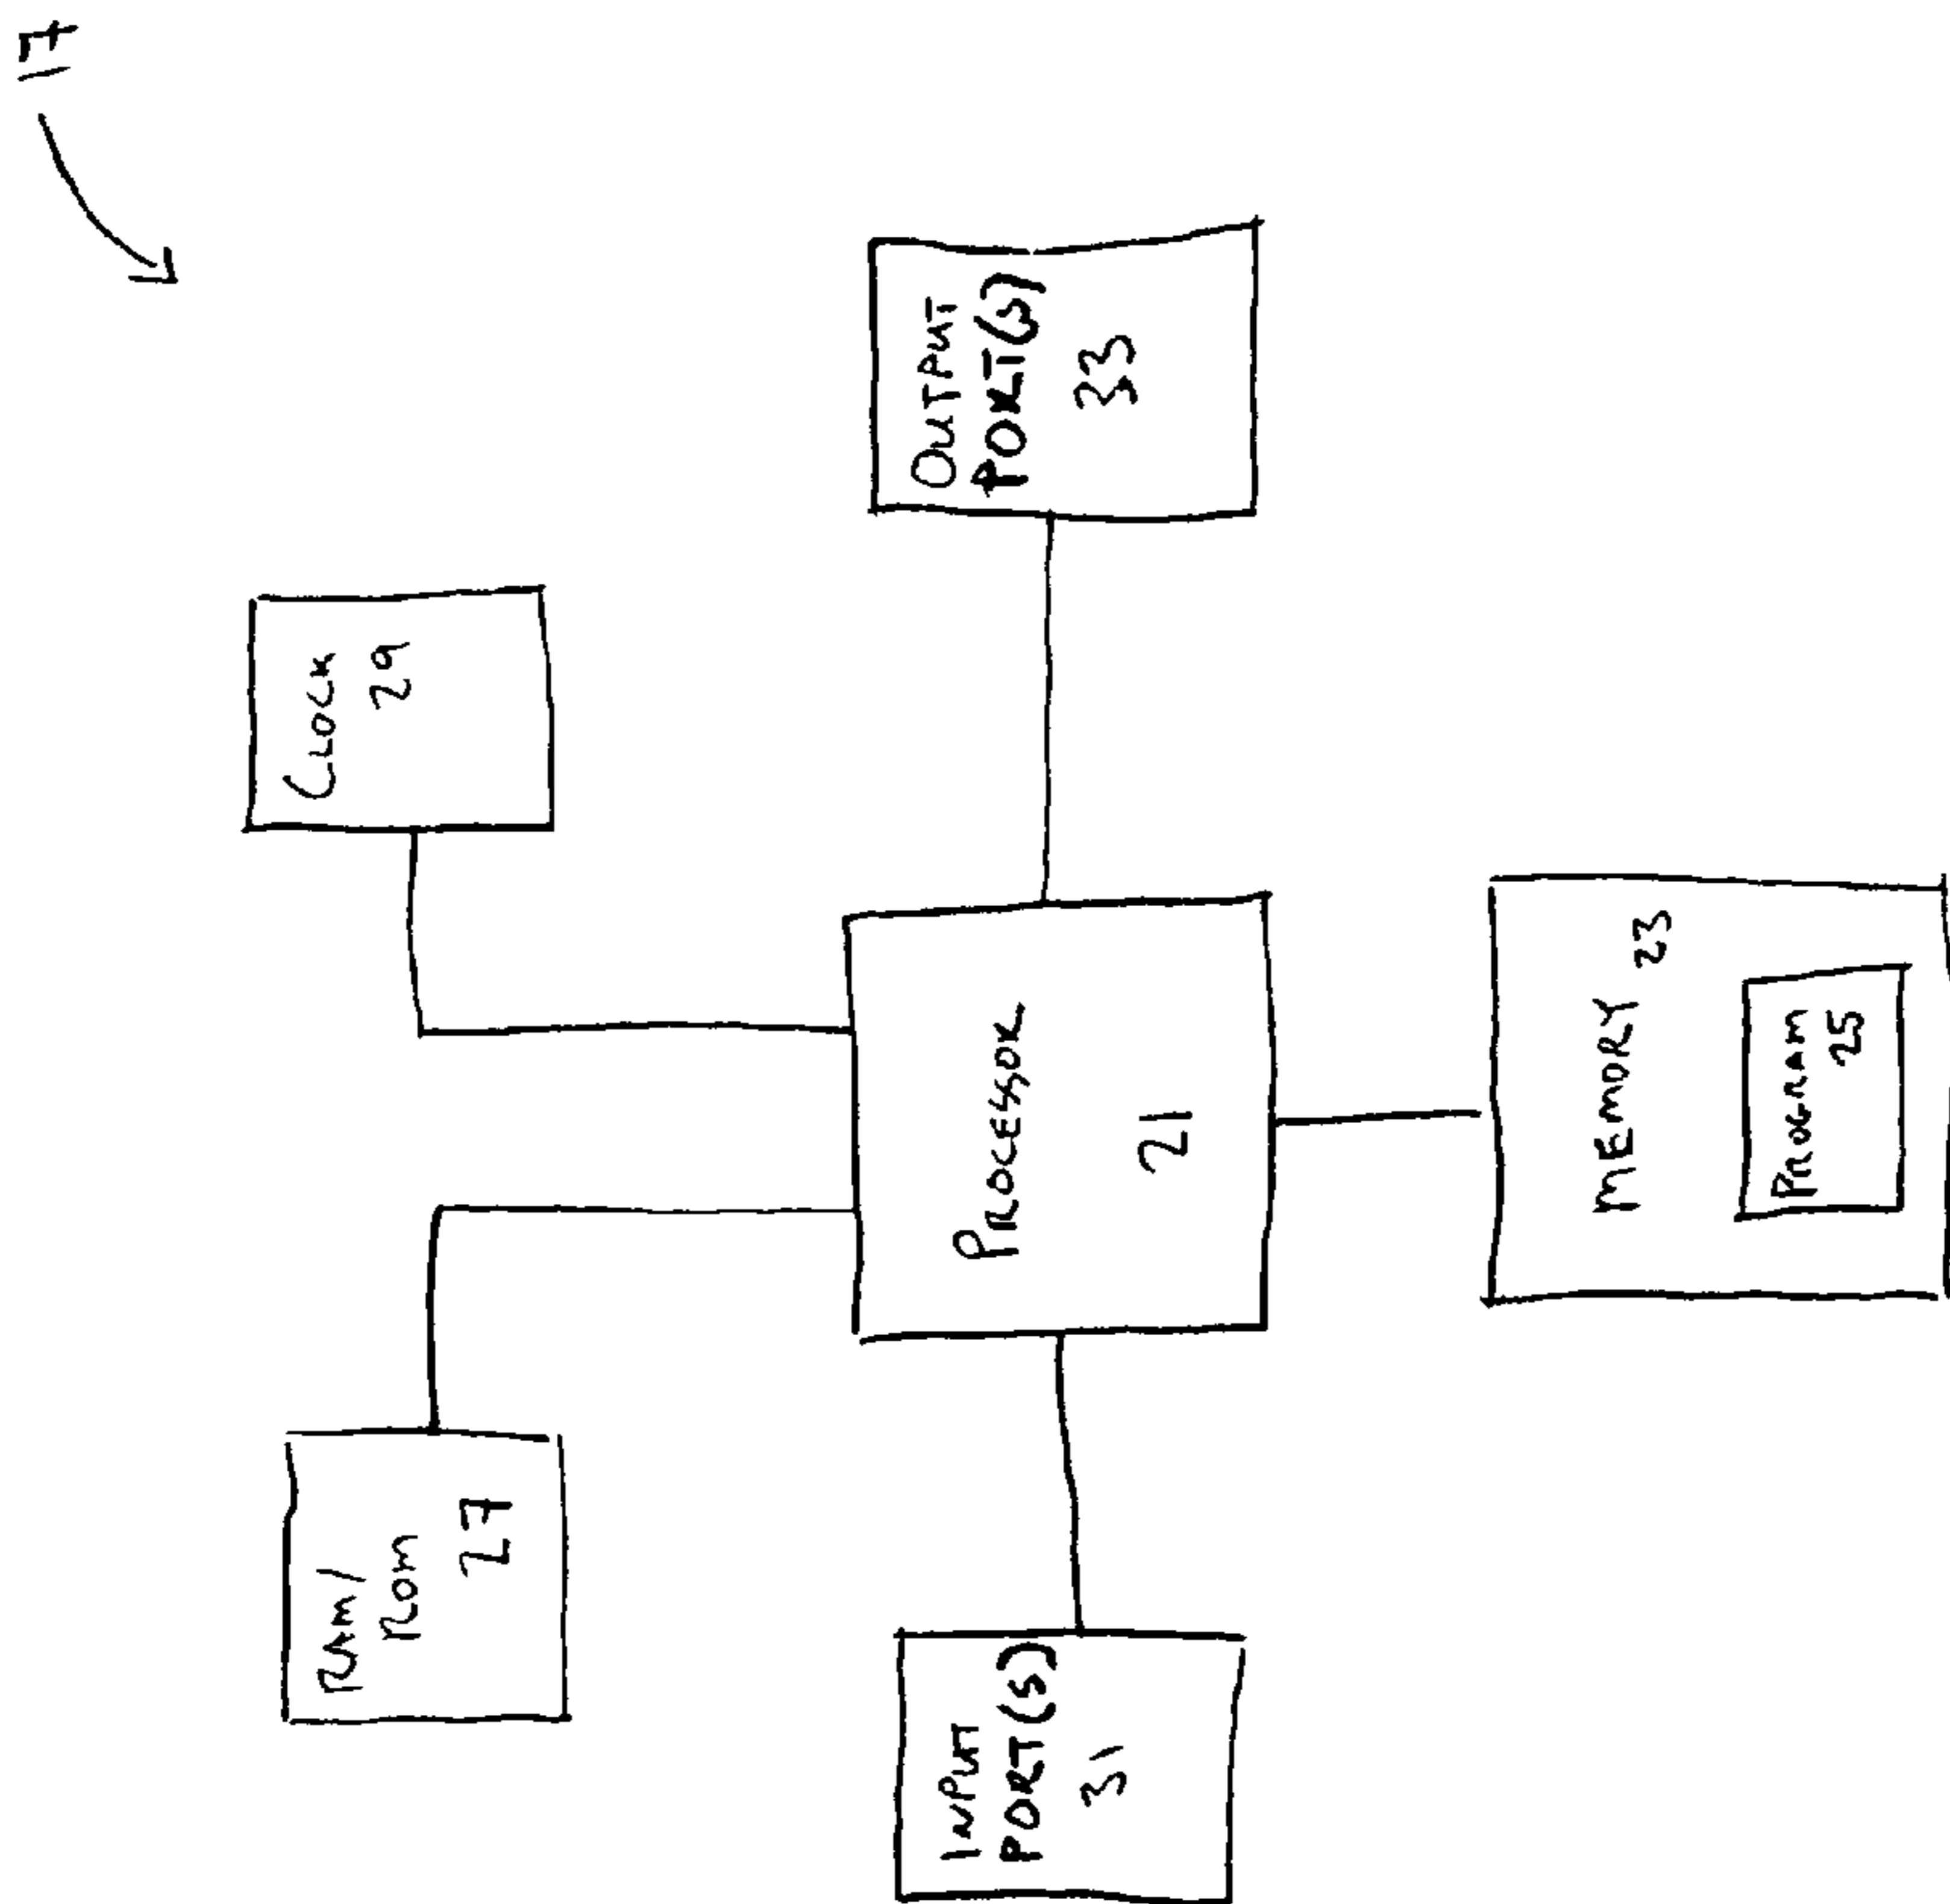 17
RAM/
ROM
27
CLOCK
29
INPUT
PORT(S)
31
PROCESSOR
21
OUTPUT
PORT(S)
33
MEMORY 23
PROGRAM
25